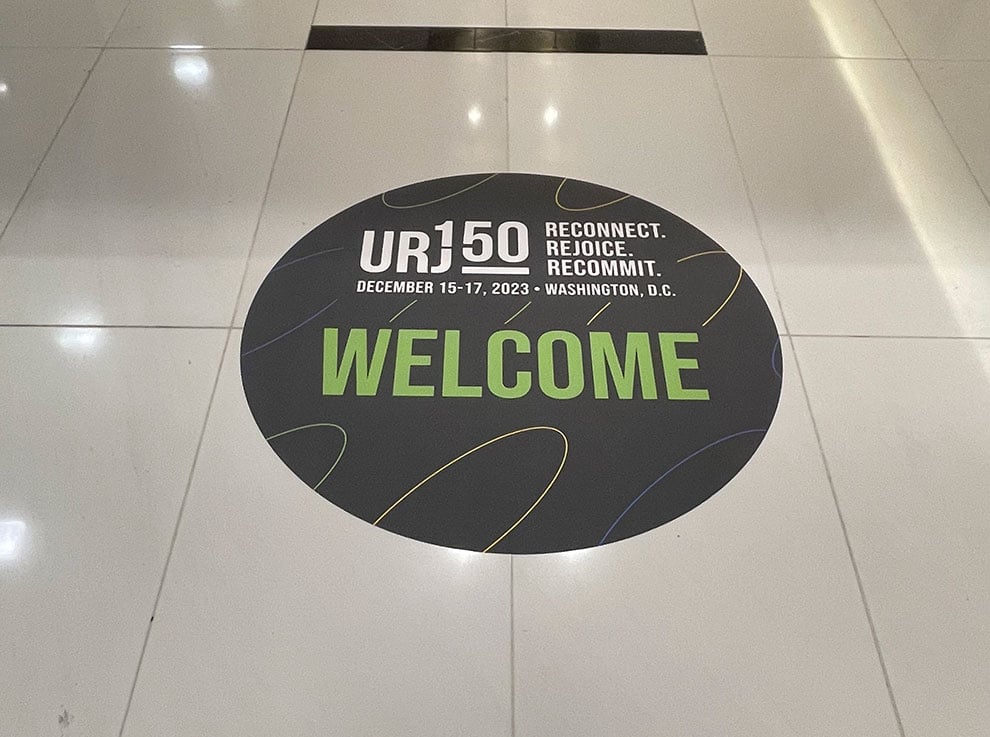 URJ150
RECONNECT.
REJOICE.
RECOMMIT.
DECEMBER 15-17, 2023 • WASHINGTON, D.C.
WELCOME